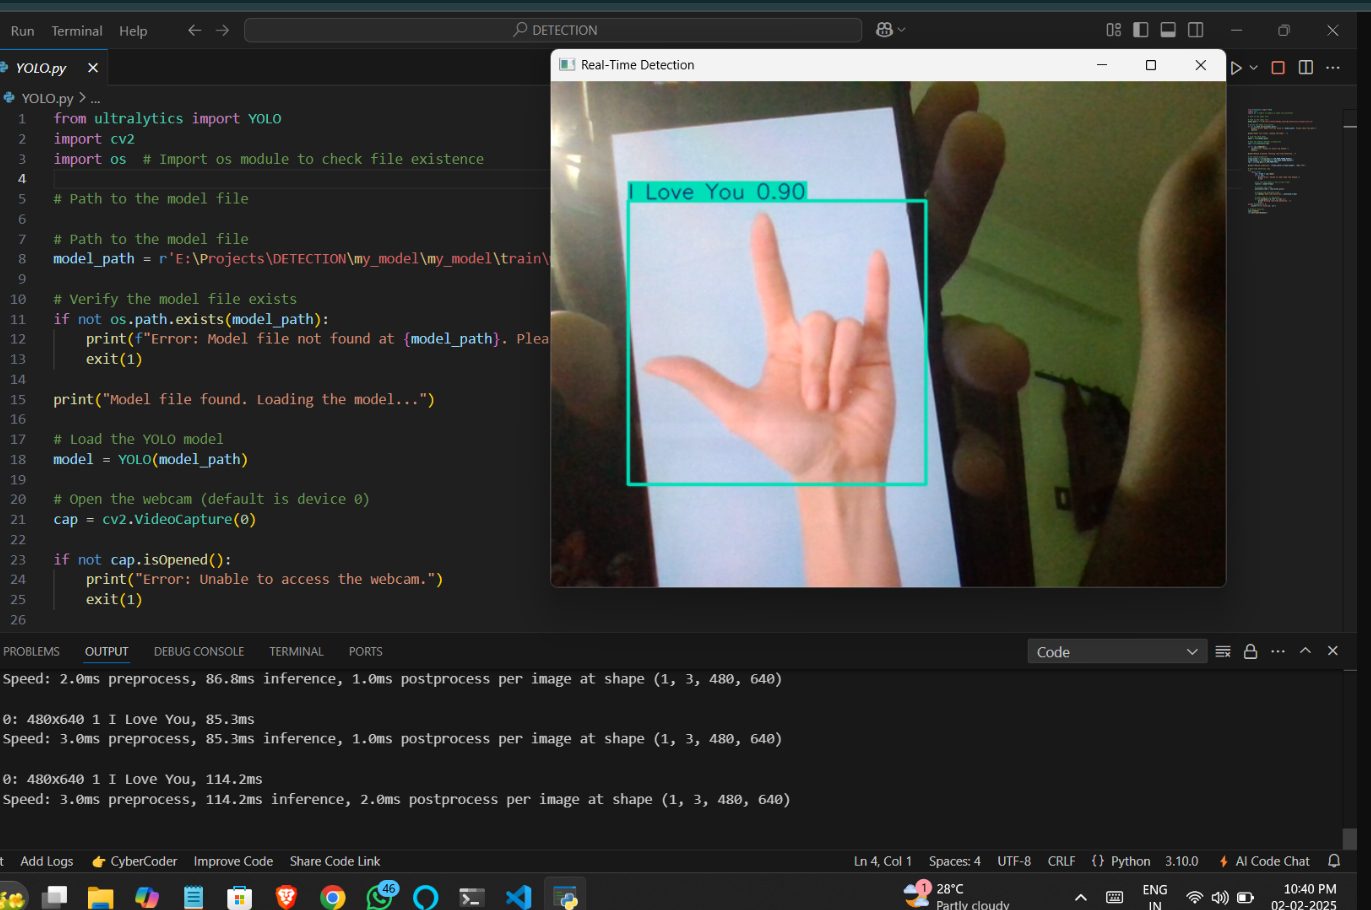 Run Terminal Help DETECTION
YOLO.py
YOLO.py > ...
1 from ultralytics import YOLO
2 import cv2
3 import os  # Import os module to check file existence
4
5 # Path to the model file
6
7 # Path to the model file
8 model_path = r'E:\Projects\DETECTION\my_model\my_model\train\
9
10 # Verify the model file exists
11 if not os.path.exists(model_path):
12     print(f"Error: Model file not found at {model_path}. Plea
13     exit(1)
14
15 print("Model file found. Loading the model...")
16
17 # Load the YOLO model
18 model = YOLO(model_path)
19
20 # Open the webcam (default is device 0)
21 cap = cv2.VideoCapture(0)
22
23 if not cap.isOpened():
24     print("Error: Unable to access the webcam.")
25     exit(1)
26
Real-Time Detection
I Love You 0.90
PROBLEMS OUTPUT DEBUG CONSOLE TERMINAL PORTS Code
Speed: 2.0ms preprocess, 86.8ms inference, 1.0ms postprocess per image at shape (1, 3, 480, 640)
0: 480x640 1 I Love You, 85.3ms
Speed: 3.0ms preprocess, 85.3ms inference, 1.0ms postprocess per image at shape (1, 3, 480, 640)
0: 480x640 1 I Love You, 114.2ms
Speed: 3.0ms preprocess, 114.2ms inference, 2.0ms postprocess per image at shape (1, 3, 480, 640)
t Add Logs 👉 CyberCoder Improve Code Share Code Link Ln 4, Col 1 Spaces: 4 UTF-8 CRLF {} Python 3.10.0 AI Code Chat
46 1 28°C ENG 10:40 PM
Partly cloudy IN 02-02-2025